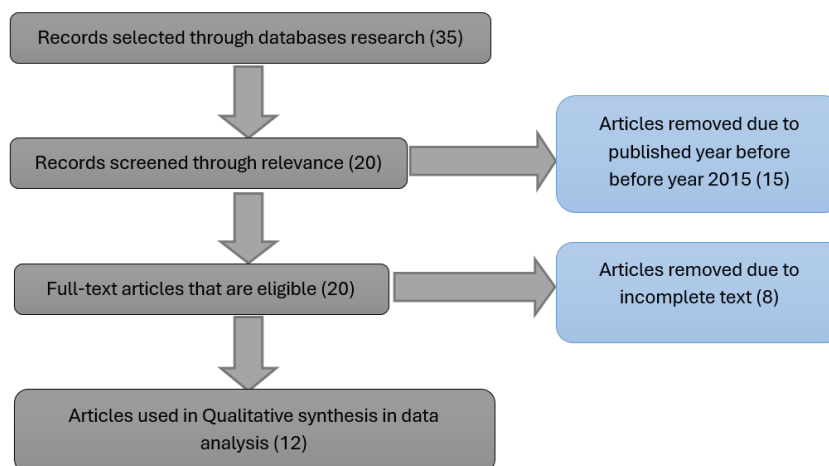 Records selected through databases research (35)
Records screened through relevance (20)
Articles removed due to
published year before
before year 2015 (15)
Full-text articles that are eligible (20)
Articles removed due to
incomplete text (8)
Articles used in Qualitative synthesis in data
analysis (12)